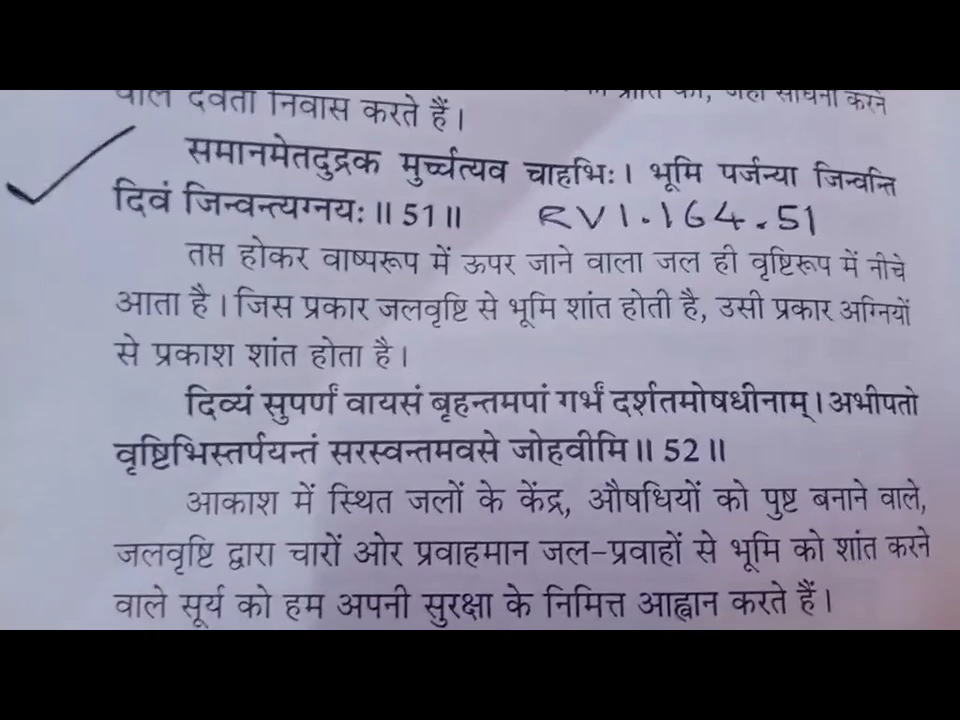 वाले देवता निवास करते हैं।
समानमेतदुद्रक मुर्च्चत्यव चाहभिः। भूमि पर्जन्या जिन्वन्ति
दिवं जिन्वन्त्यग्नयः॥ 51॥ RV1.164.51
तप्त होकर वाष्परूप में ऊपर जाने वाला जल ही वृष्टिरूप में नीचे
आता है। जिस प्रकार जलवृष्टि से भूमि शांत होती है, उसी प्रकार अग्नियों
से प्रकाश शांत होता है।
दिव्यं सुपर्णं वायसं बृहन्तमपां गर्भं दर्शतमोषधीनाम्। अभीपतो
वृष्टिभिस्तर्पयन्तं सरस्वन्तमवसे जोहवीमि॥ 52॥
आकाश में स्थित जलों के केंद्र, औषधियों को पुष्ट बनाने वाले,
जलवृष्टि द्वारा चारों ओर प्रवाहमान जल-प्रवाहों से भूमि को शांत करने
वाले सूर्य को हम अपनी सुरक्षा के निमित्त आह्वान करते हैं।